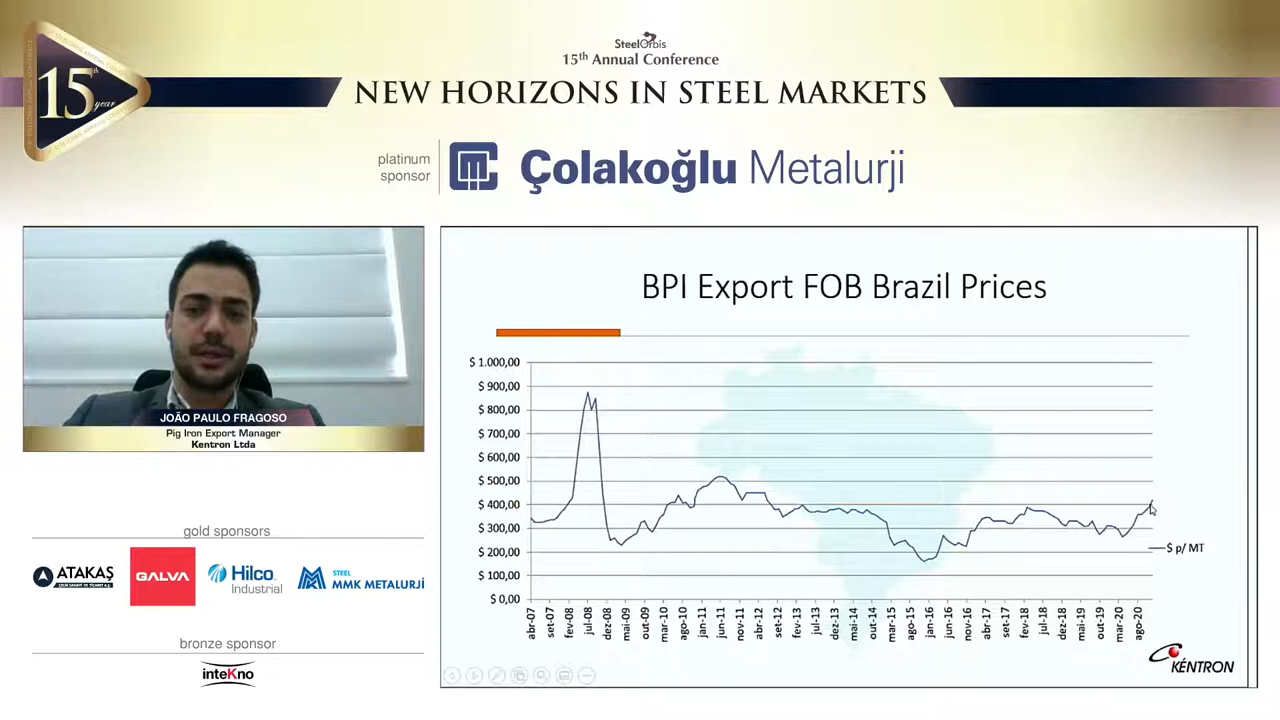 SteelOrbis
15th Annual Conference
NEW HORIZONS IN STEEL MARKETS
15th year
platinum
sponsor
Çolakoğlu Metalurji
JOÃO PAULO FRAGOSO
Pig Iron Export Manager
Kentron Ltda
gold sponsors
ATAKAŞ
GALVA
Hilco
Industrial
STEEL
MMK METALURJI
bronze sponsor
inteKno
BPI Export FOB Brazil Prices
$ 1.000,00
$ 900,00
$ 800,00
$ 700,00
$ 600,00
$ 500,00
$ 400,00
$ 300,00
$ 200,00
$ 100,00
$ 0,00
abr-07
set-07
fev-08
jul-08
dez-08
mai-09
out-09
mar-10
ago-10
jan-11
jun-11
nov-11
abr-12
set-12
fev-13
jul-13
dez-13
mai-14
out-14
mar-15
ago-15
jan-16
jun-16
nov-16
abr-17
set-17
fev-18
jul-18
dez-18
mai-19
out-19
mar-20
ago-20
$ p/ MT
KÉNTRON